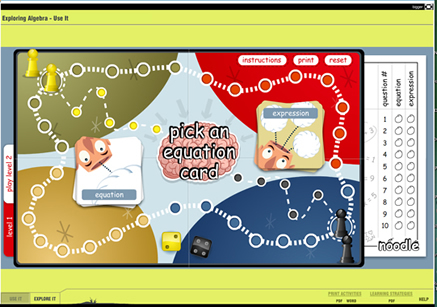 logger
Exploring Algebra - Use It
instructions print reset
question #
equation
expression
1
2
3
4
5
6
7
8
9
10
pick an
equation
card
expression
equation
level 1
play level 2
noodle
USE IT
EXPLORE IT
PRINT ACTIVITIES
PDF WORD
LEARNING STRATEGIES
PDF
HELP